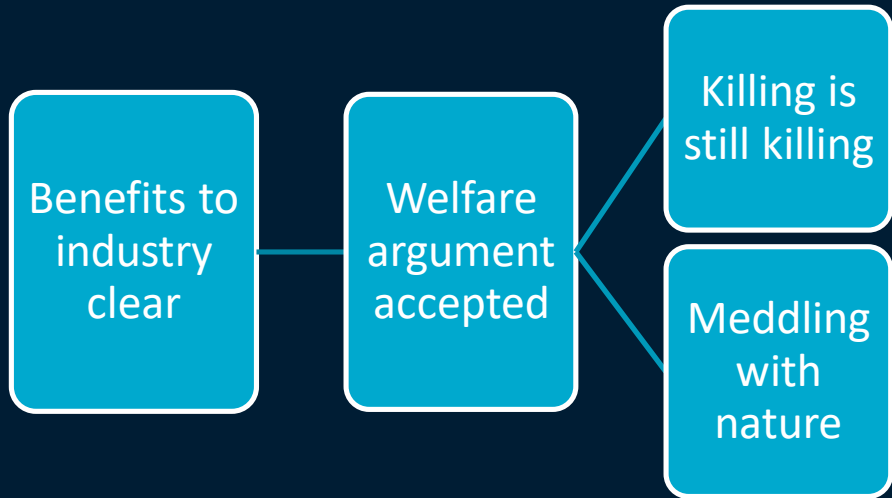 Benefits to
industry
clear
Welfare
argument
accepted
Killing is
still killing
Meddling
with
nature